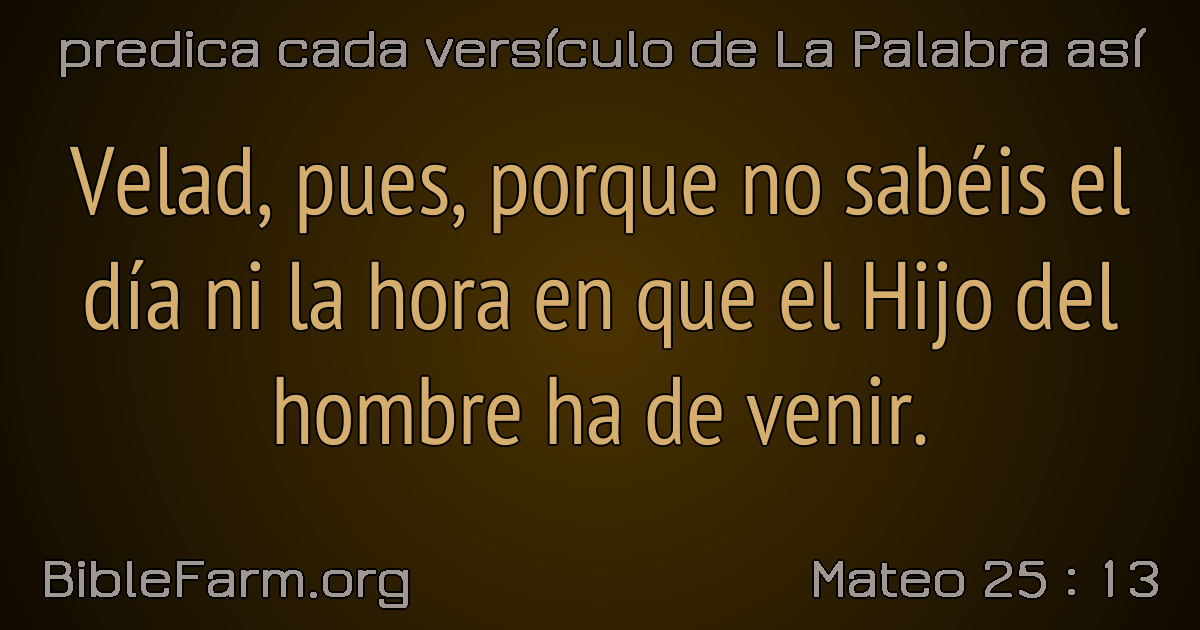 predica cada versículo de La Palabra así
Velad, pues, porque no sabéis el
día ni la hora en que el Hijo del
hombre ha de venir.
BibleFarm.org
Mateo 25 : 13